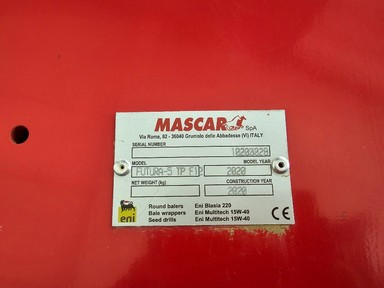 MASCAR SpA
Via Roma, 82 - 36040 Grumolo delle Abbadesse (VI) ITALY
SERIAL NUMBER
10203028
MODEL MODEL YEAR
FUTURA-5 TP F1P 2020
NET WEIGHT (kg) CONSTRUCTION YEAR
2020
Round balers Eni Blasia 220
Bale wrappers Eni Multitech 15W-40
Seed drills Eni Multitech 15W-40
eni CE